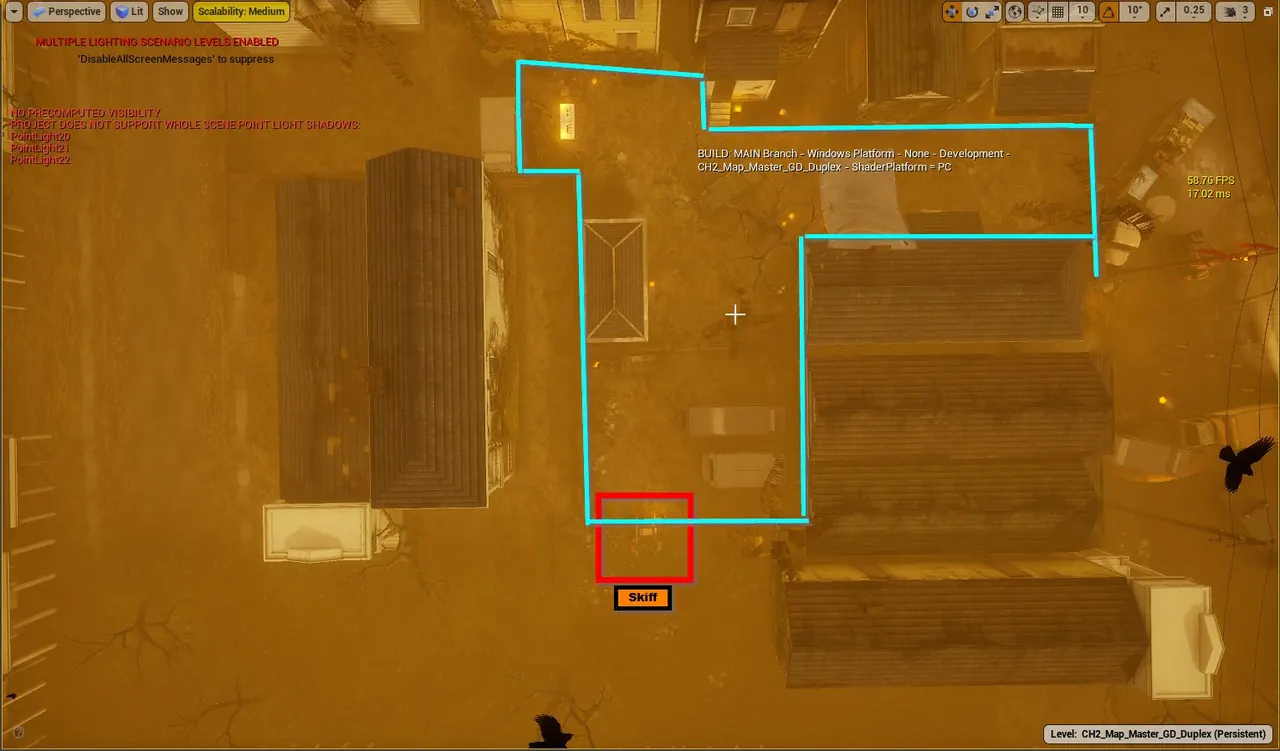 Perspective
Lit
Show
Scalability: Medium
10
10°
0.25
3
MULTIPLE LIGHTING SCENARIO LEVELS ENABLED
'DisableAllScreenMessages' to suppress
NO PRECOMPUTED VISIBILITY
PROJECT DOES NOT SUPPORT WHOLE SCENE POINT LIGHT SHADOWS:
PointLight20
PointLight21
PointLight22
BUILD: MAIN Branch - Windows Platform - None - Development -
CH2_Map_Master_GD_Duplex - ShaderPlatform = PC
58.76 FPS
17.02 ms
Skiff
Level: CH2_Map_Master_GD_Duplex (Persistent)